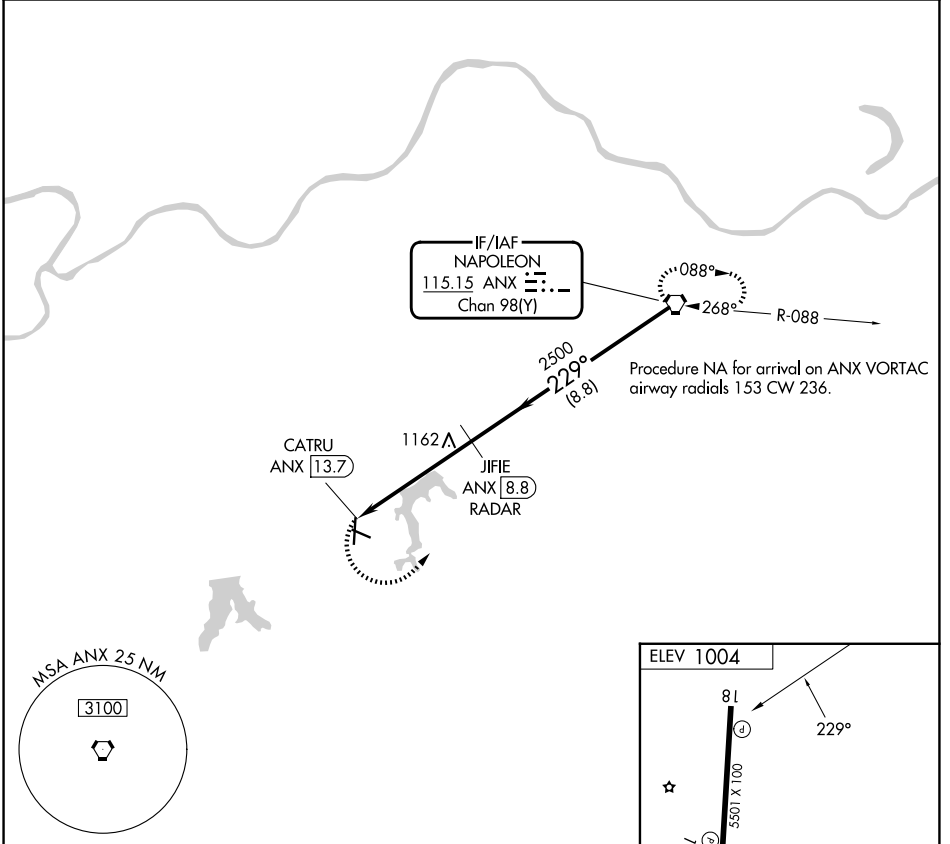 IF/IAF
NAPOLEON
115.15 ANX
Chan 98(Y)
088°
268°
R-088
2500
229°
(8.8)
Procedure NA for arrival on ANX VORTAC
airway radials 153 CW 236.
1162
CATRU
ANX 13.7
JIFIE
ANX 8.8
RADAR
MSA ANX 25 NM
3100
ELEV 1004
18
P
229°
5501 X 100
P